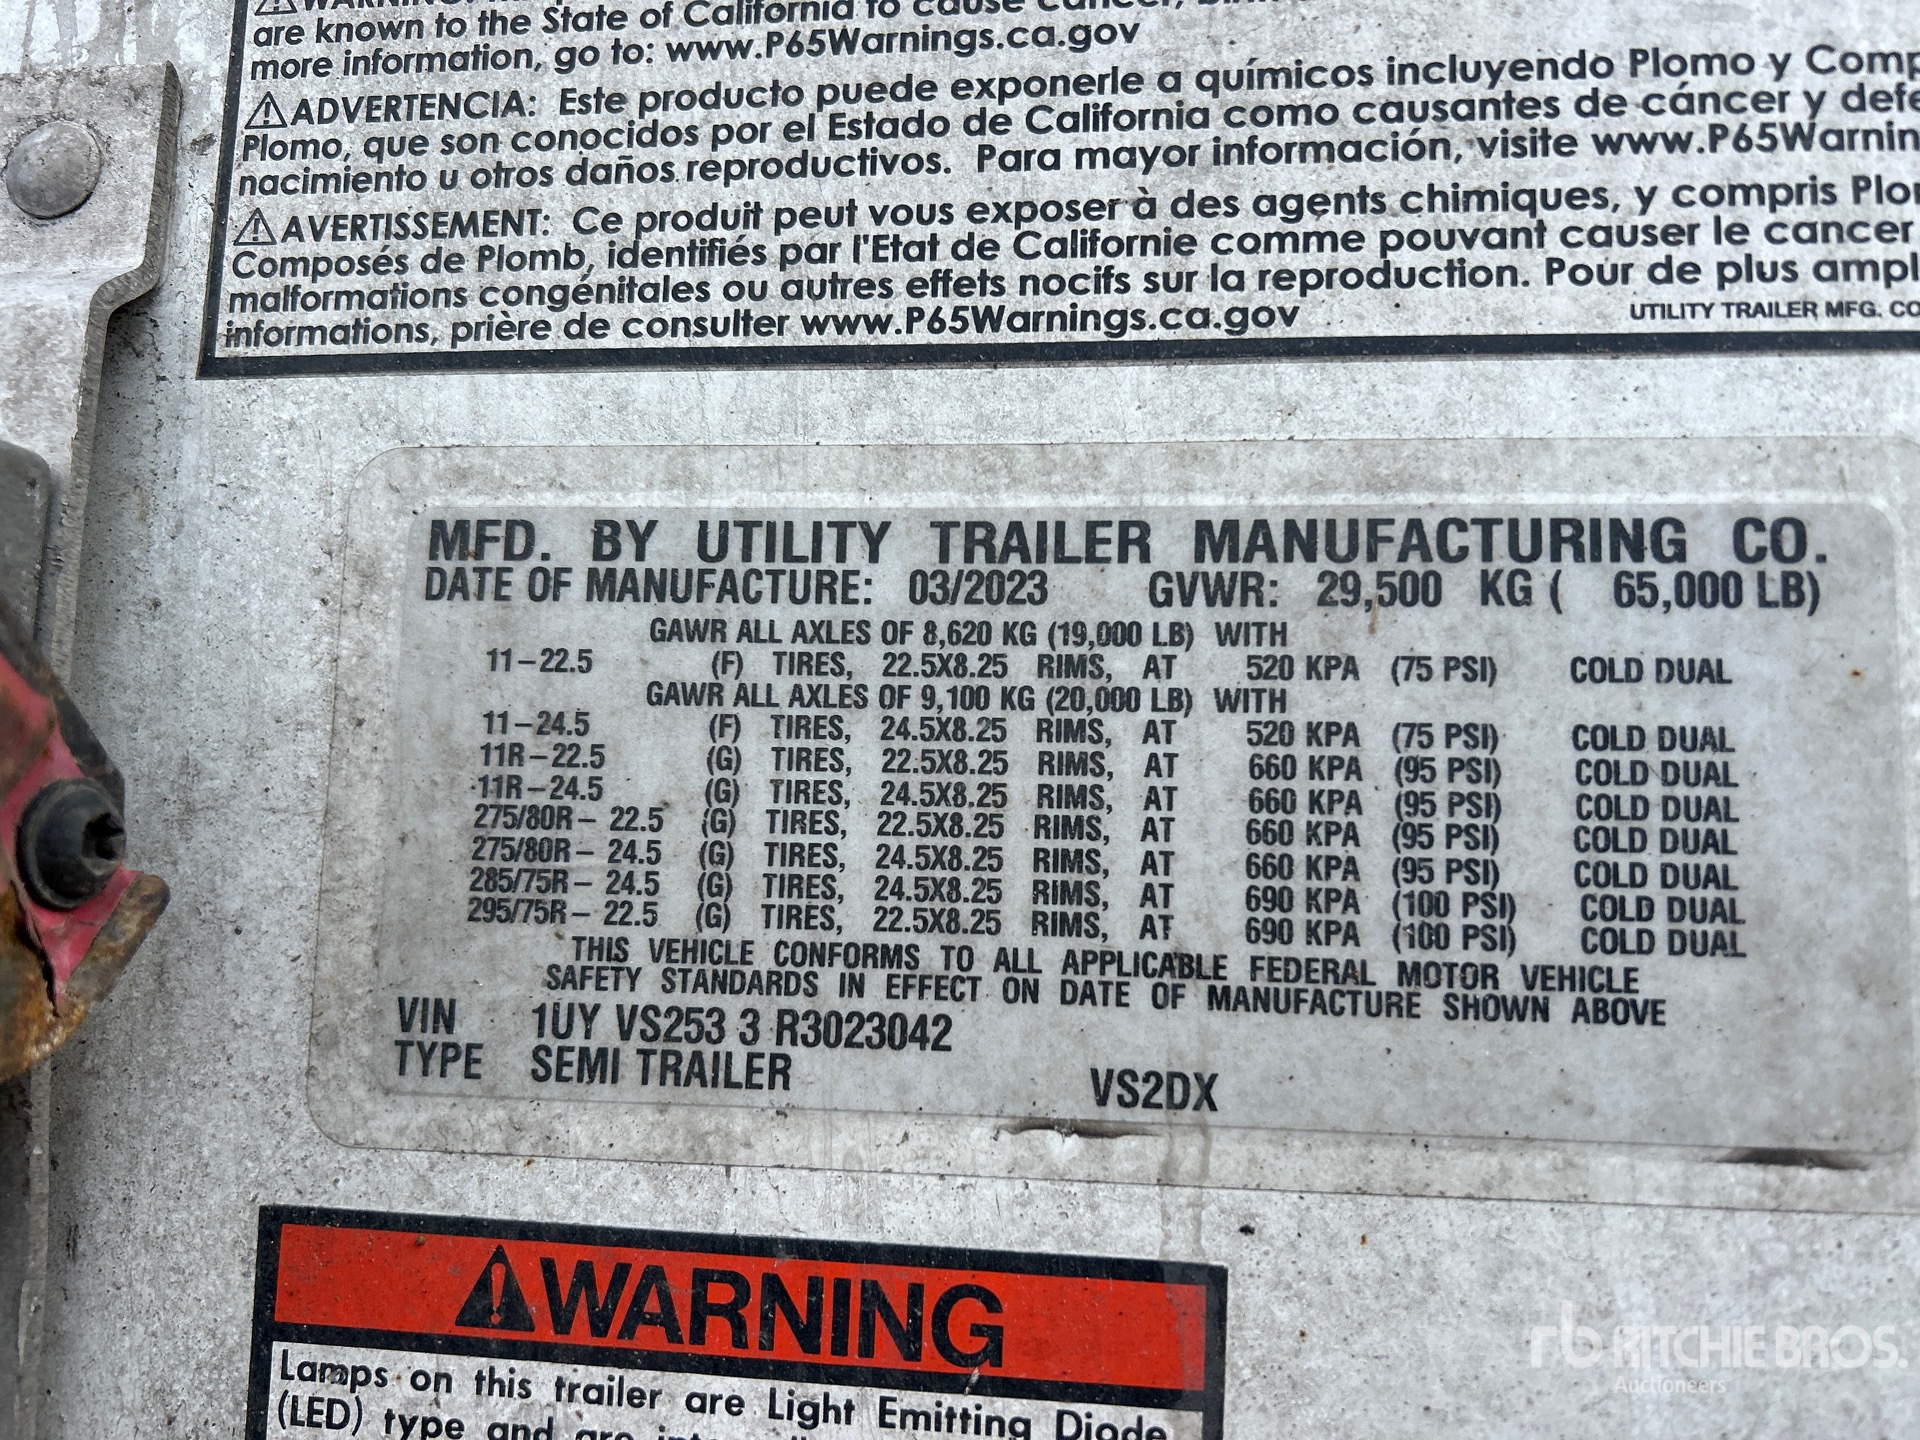 are known to the State of California to cause
more information, go to: www.P65Warnings.ca.gov
⚠ADVERTENCIA: Este producto puede exponerle a químicos incluyendo Plomo y
Plomo, que son conocidos por el Estado de California como causantes de cáncer y
nacimiento u otros daños reproductivos. Para mayor información, visite
⚠AVERTISSEMENT: Ce produit peut vous exposer à des agents chimiques, y compris
Composés de Plomb, identifiés par l'Etat de Californie comme pouvant causer le cancer
malformations congénitales ou autres effets nocifs sur la reproduction. Pour de plus
informations, prière de consulter www.P65Warnings.ca.gov
UTILITY TRAILER MFG. CO
MFD. BY UTILITY TRAILER MANUFACTURING CO.
DATE OF MANUFACTURE: 03/2023 GVWR: 29,500 KG ( 65,000 LB)
GAWR ALL AXLES OF 8,620 KG (19,000 LB) WITH
11-22.5 (F) TIRES, 22.5X8.25 RIMS, AT 520 KPA (75 PSI) COLD DUAL
GAWR ALL AXLES OF 9,100 KG (20,000 LB) WITH
11-24.5 (F) TIRES, 24.5X8.25 RIMS, AT 520 KPA (75 PSI) COLD DUAL
11R-22.5 (G) TIRES, 22.5X8.25 RIMS, AT 660 KPA (95 PSI) COLD DUAL
11R-24.5 (G) TIRES, 24.5X8.25 RIMS, AT 660 KPA (95 PSI) COLD DUAL
275/80R- 22.5 (G) TIRES, 22.5X8.25 RIMS, AT 660 KPA (95 PSI) COLD DUAL
275/80R- 24.5 (G) TIRES, 24.5X8.25 RIMS, AT 660 KPA (95 PSI) COLD DUAL
285/75R- 24.5 (G) TIRES, 24.5X8.25 RIMS, AT 690 KPA (100 PSI) COLD DUAL
295/75R- 22.5 (G) TIRES, 22.5X8.25 RIMS, AT 690 KPA (100 PSI) COLD DUAL
THIS VEHICLE CONFORMS TO ALL APPLICABLE FEDERAL MOTOR VEHICLE
SAFETY STANDARDS IN EFFECT ON DATE OF MANUFACTURE SHOWN ABOVE
VIN 1UY VS253 3 R3023042
TYPE SEMI TRAILER VS2DX
⚠WARNING
Lamps on this trailer are Light Emitting Diode
(LED) type and are
rb RITCHIE BROS.
Auctioneers